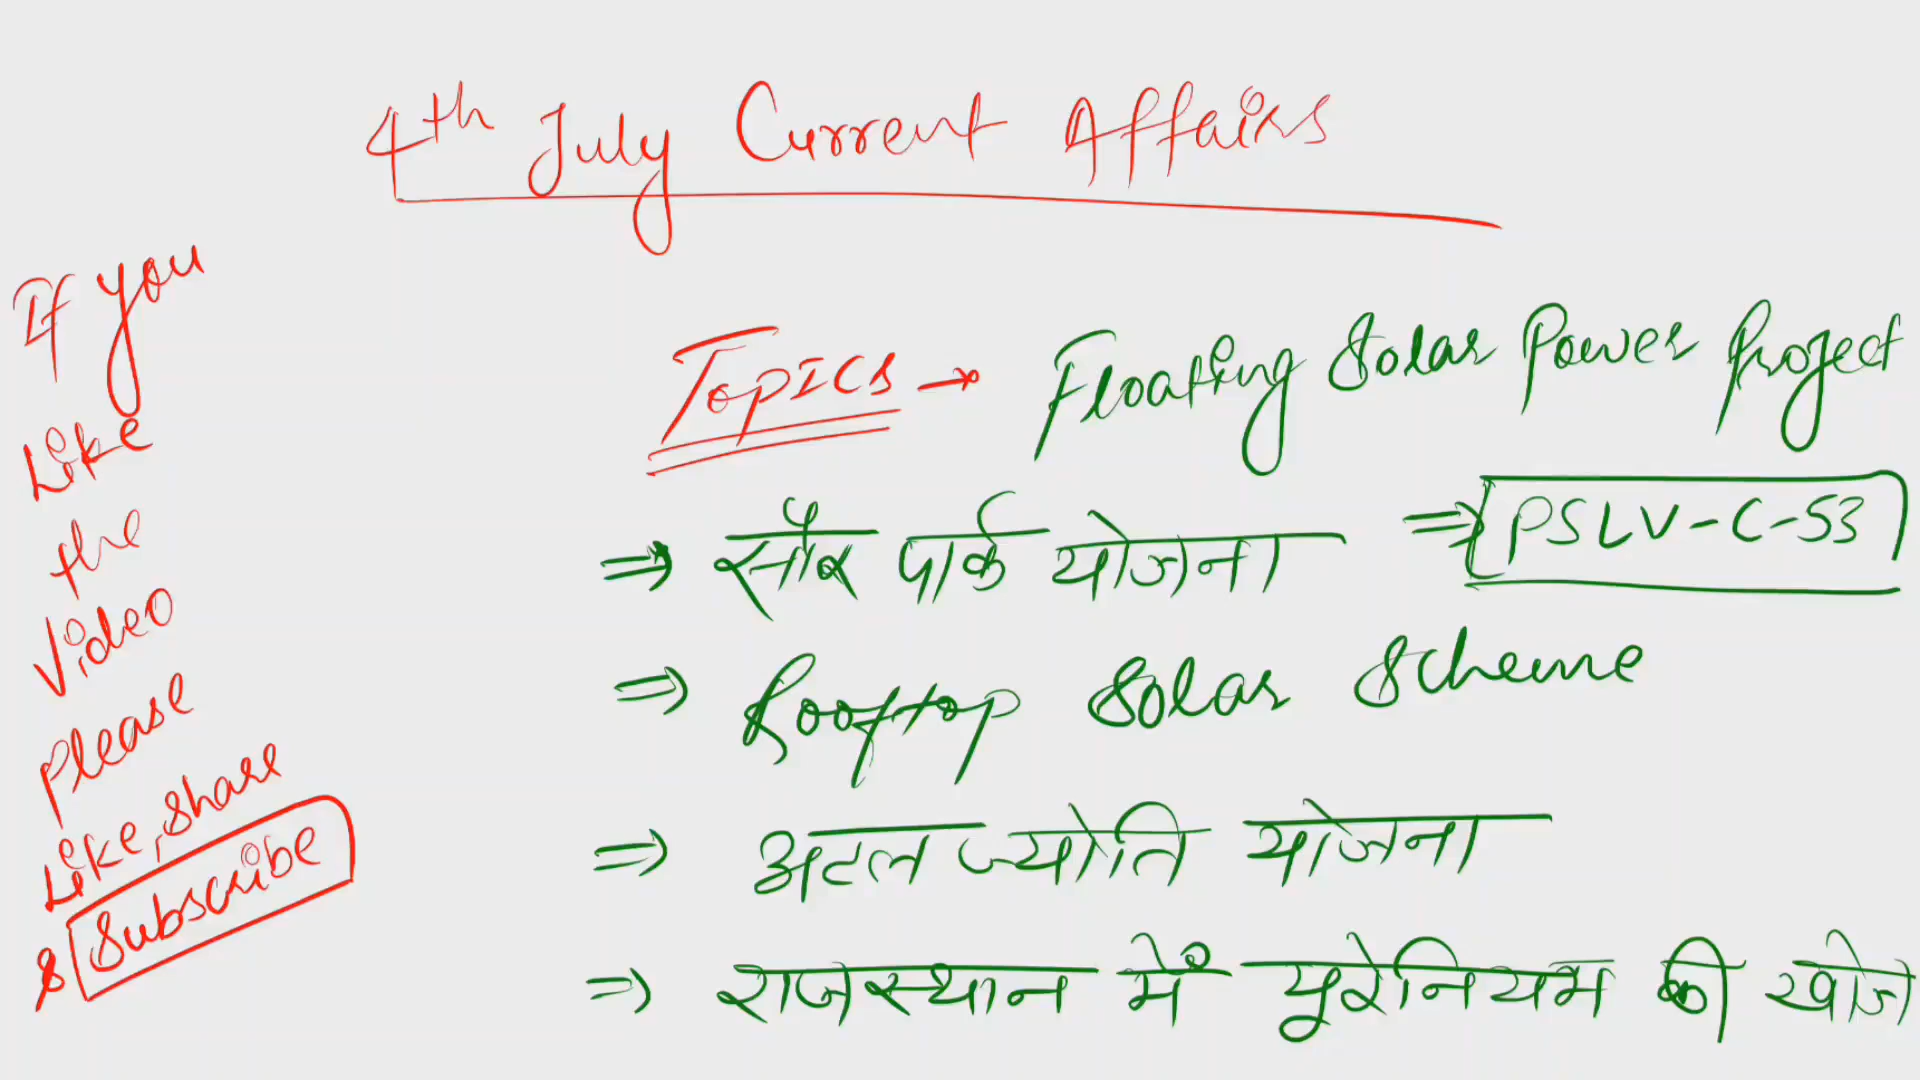 4th July Current Affairs
If you
Like
the
Video
Please
Like, Share
& Subscribe
TOPICS → Floating Solar Power Project
⇒ सौर पार्क योजना ⇒ PSLV-C-53
⇒ Rooftop Solar Scheme
⇒ अटल ज्योति योजना
⇒ राजस्थान में यूरेनियम की खोज